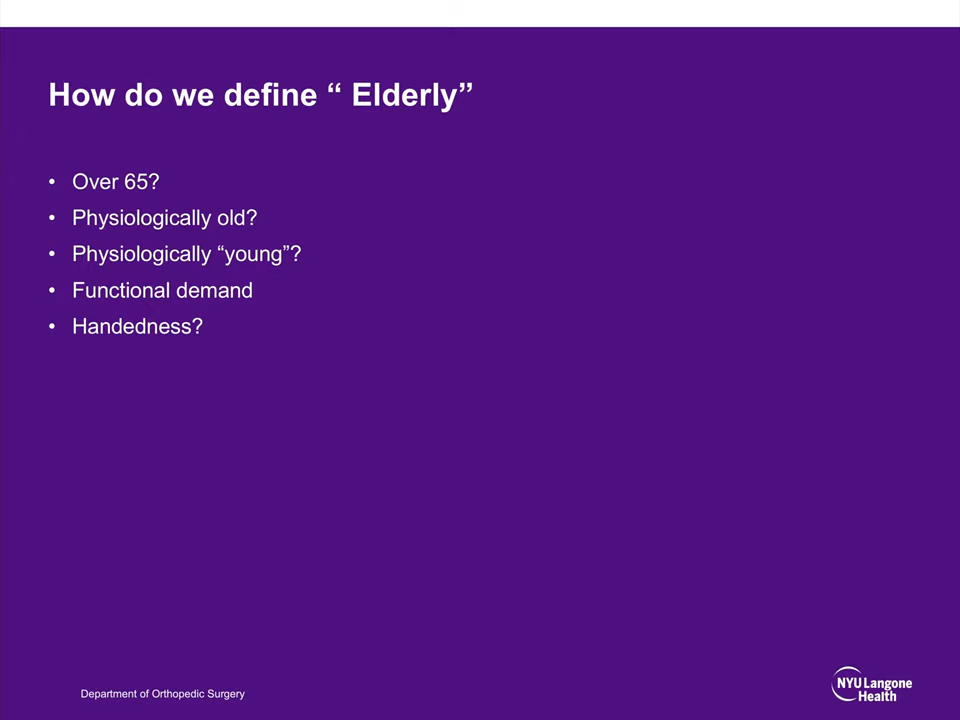 How do we define “ Elderly”
• Over 65?
• Physiologically old?
• Physiologically “young”?
• Functional demand
• Handedness?
Department of Orthopedic Surgery
NYU Langone
Health